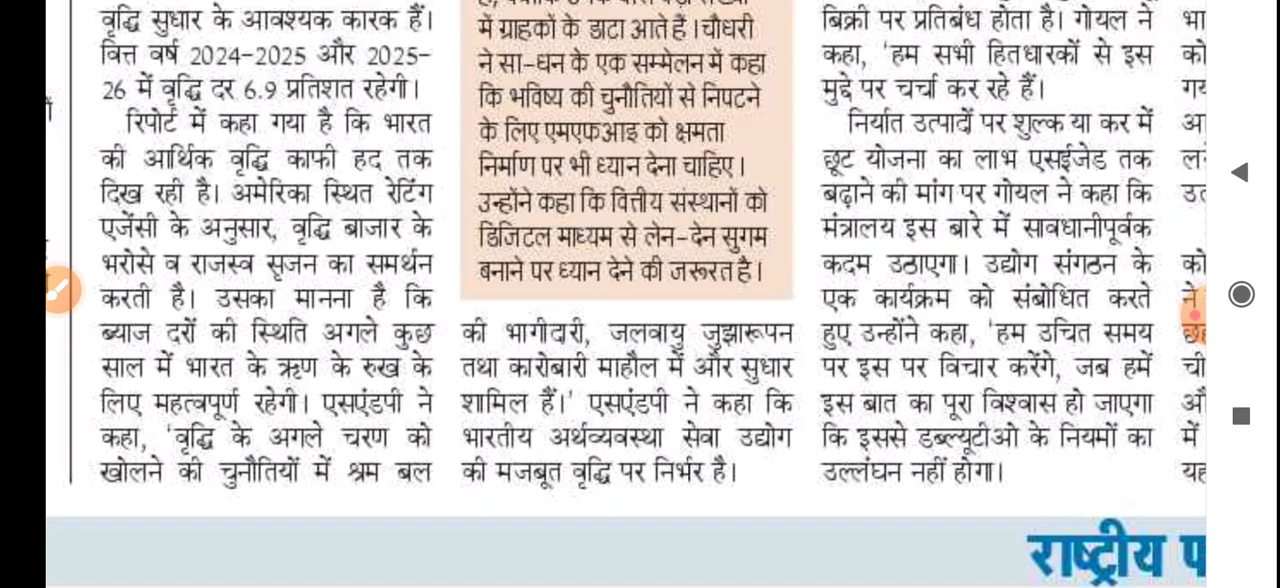 वृद्धि सुधार के आवश्यक कारक हैं।
वित्त वर्ष 2024-2025 और 2025-
26 में वृद्धि दर 6.9 प्रतिशत रहेगी।
रिपोर्ट में कहा गया है कि भारत
की आर्थिक वृद्धि काफी हद तक
दिख रही है। अमेरिका स्थित रेटिंग
एजेंसी के अनुसार, वृद्धि बाजार के
भरोसे व राजस्व सृजन का समर्थन
करती है। उसका मानना है कि
ब्याज दरों की स्थिति अगले कुछ
साल में भारत के ऋण के रुख के
लिए महत्वपूर्ण रहेगी। एसएंडपी ने
कहा, 'वृद्धि के अगले चरण को
खोलने की चुनौतियों में श्रम बल
में ग्राहकों के डाटा आते हैं।चौधरी
ने सा-धन के एक सम्मेलन में कहा
कि भविष्य की चुनौतियों से निपटने
के लिए एमएफआइ को क्षमता
निर्माण पर भी ध्यान देना चाहिए।
उन्होंने कहा कि वित्तीय संस्थानों को
डिजिटल माध्यम से लेन-देन सुगम
बनाने पर ध्यान देने की जरूरत है।
की भागीदारी, जलवायु जुझारूपन
तथा कारोबारी माहौल में और सुधार
शामिल हैं।' एसएंडपी ने कहा कि
भारतीय अर्थव्यवस्था सेवा उद्योग
की मजबूत वृद्धि पर निर्भर है।
बिक्री पर प्रतिबंध होता है। गोयल ने
कहा, 'हम सभी हितधारकों से इस
मुद्दे पर चर्चा कर रहे हैं।
निर्यात उत्पादों पर शुल्क या कर में
छूट योजना का लाभ एसईजेड तक
बढ़ाने की मांग पर गोयल ने कहा कि
मंत्रालय इस बारे में सावधानीपूर्वक
कदम उठाएगा। उद्योग संगठन के
एक कार्यक्रम को संबोधित करते
हुए उन्होंने कहा, 'हम उचित समय
पर इस पर विचार करेंगे, जब हमें
इस बात का पूरा विश्वास हो जाएगा
कि इससे डब्ल्यूटीओ के नियमों का
उल्लंघन नहीं होगा।
भा
को
को
ने
ची
में
राष्ट्रीय